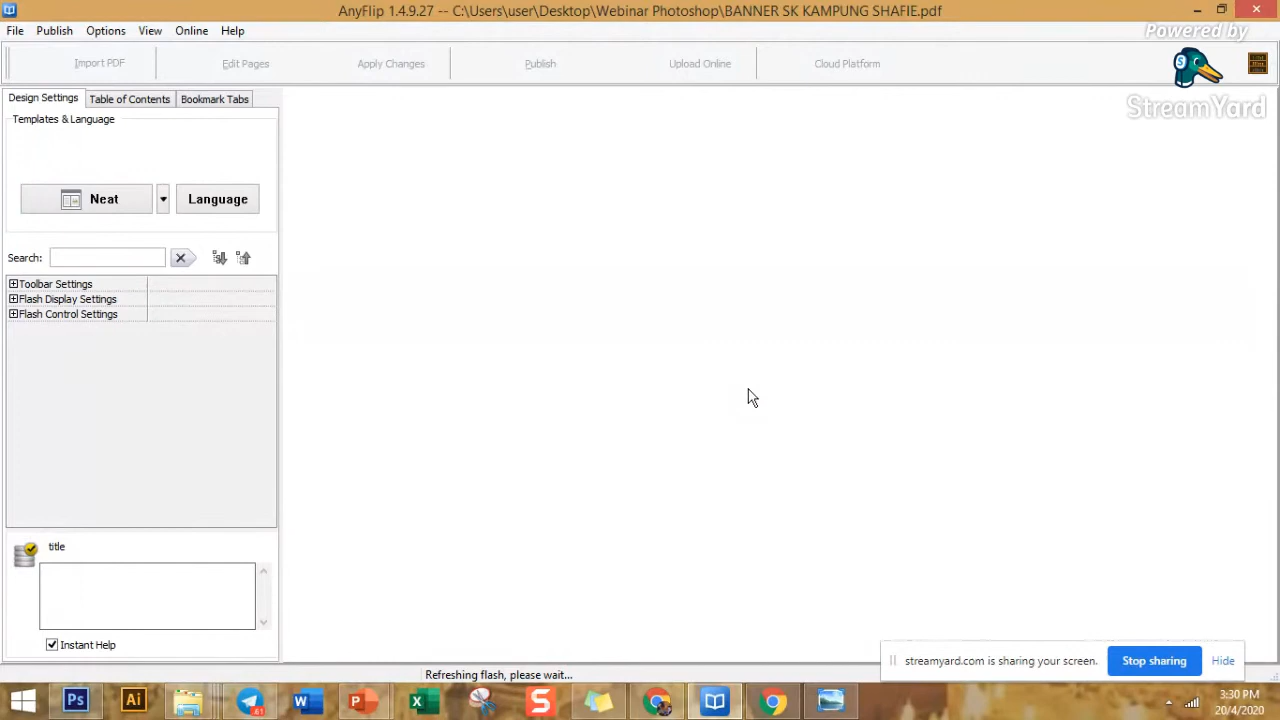 AnyFlip 1.4.9.27 -- C:\Users\user\Desktop\Webinar Photoshop\BANNER SK KAMPUNG SHAFIE.pdf
File Publish Options View Online Help
Powered by
Import PDF Edit Pages Apply Changes Publish Upload Online Cloud Platform
StreamYard
Design Settings Table of Contents Bookmark Tabs
Templates & Language
Neat Language
Search:
Toolbar Settings
Flash Display Settings
Flash Control Settings
title
Instant Help
streamyard.com is sharing your screen. Stop sharing Hide
Refreshing flash, please wait...
3:30 PM
20/4/2020